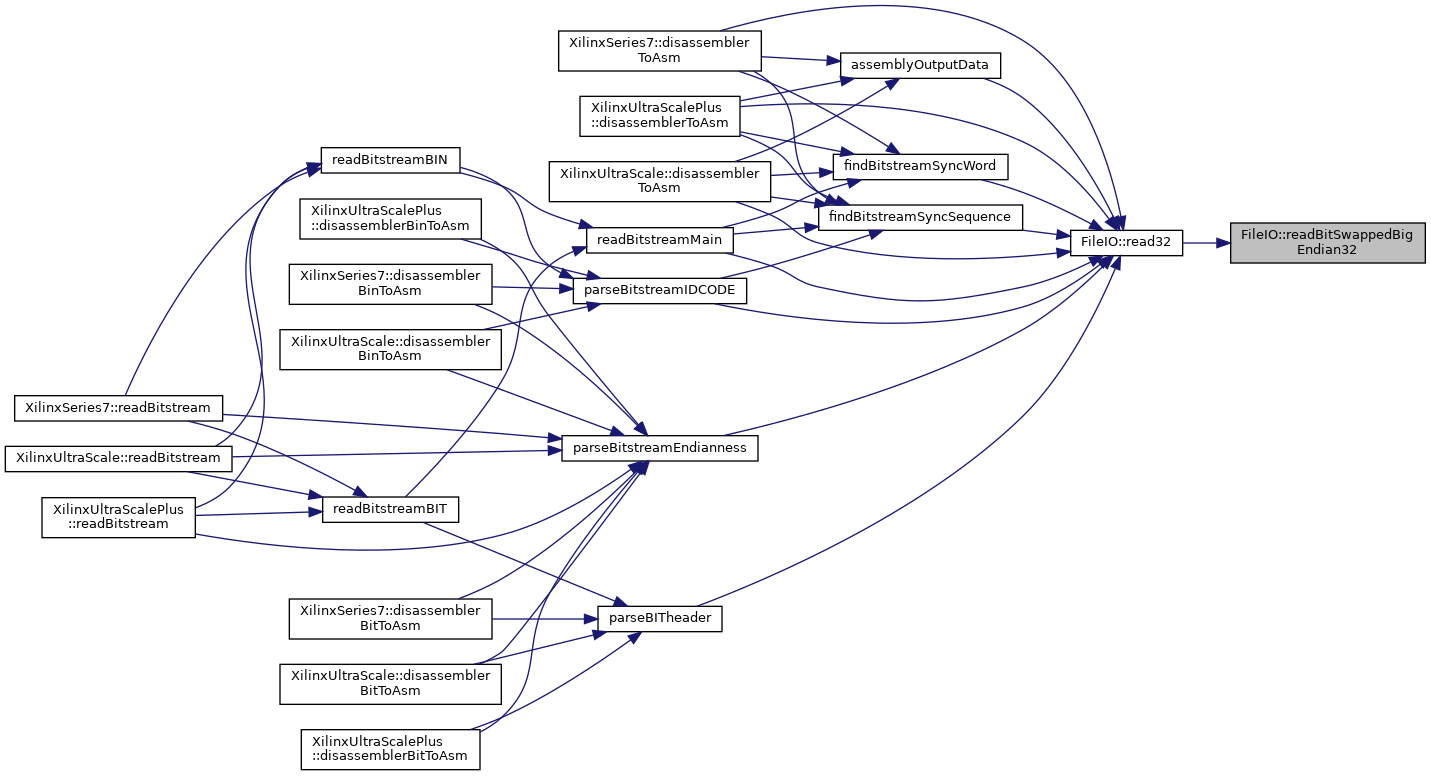 XilinxSeries7::disassembler
ToAsm
assemblyOutputData
XilinxUltraScalePlus
::disassemblerToAsm
readBitstreamBIN
findBitstreamSyncWord
XilinxUltraScale::disassembler
ToAsm
XilinxUltraScalePlus
::disassemblerBinToAsm
findBitstreamSyncSequence
readBitstreamMain
FileIO::read32
FileIO::readBitSwappedBig
Endian32
XilinxSeries7::disassembler
BinToAsm
parseBitstreamIDCODE
XilinxUltraScale::disassembler
BinToAsm
XilinxSeries7::readBitstream
parseBitstreamEndianness
XilinxUltraScale::readBitstream
XilinxUltraScalePlus
::readBitstream
readBitstreamBIT
XilinxSeries7::disassembler
BitToAsm
parseBITheader
XilinxUltraScale::disassembler
BitToAsm
XilinxUltraScalePlus
::disassemblerBitToAsm